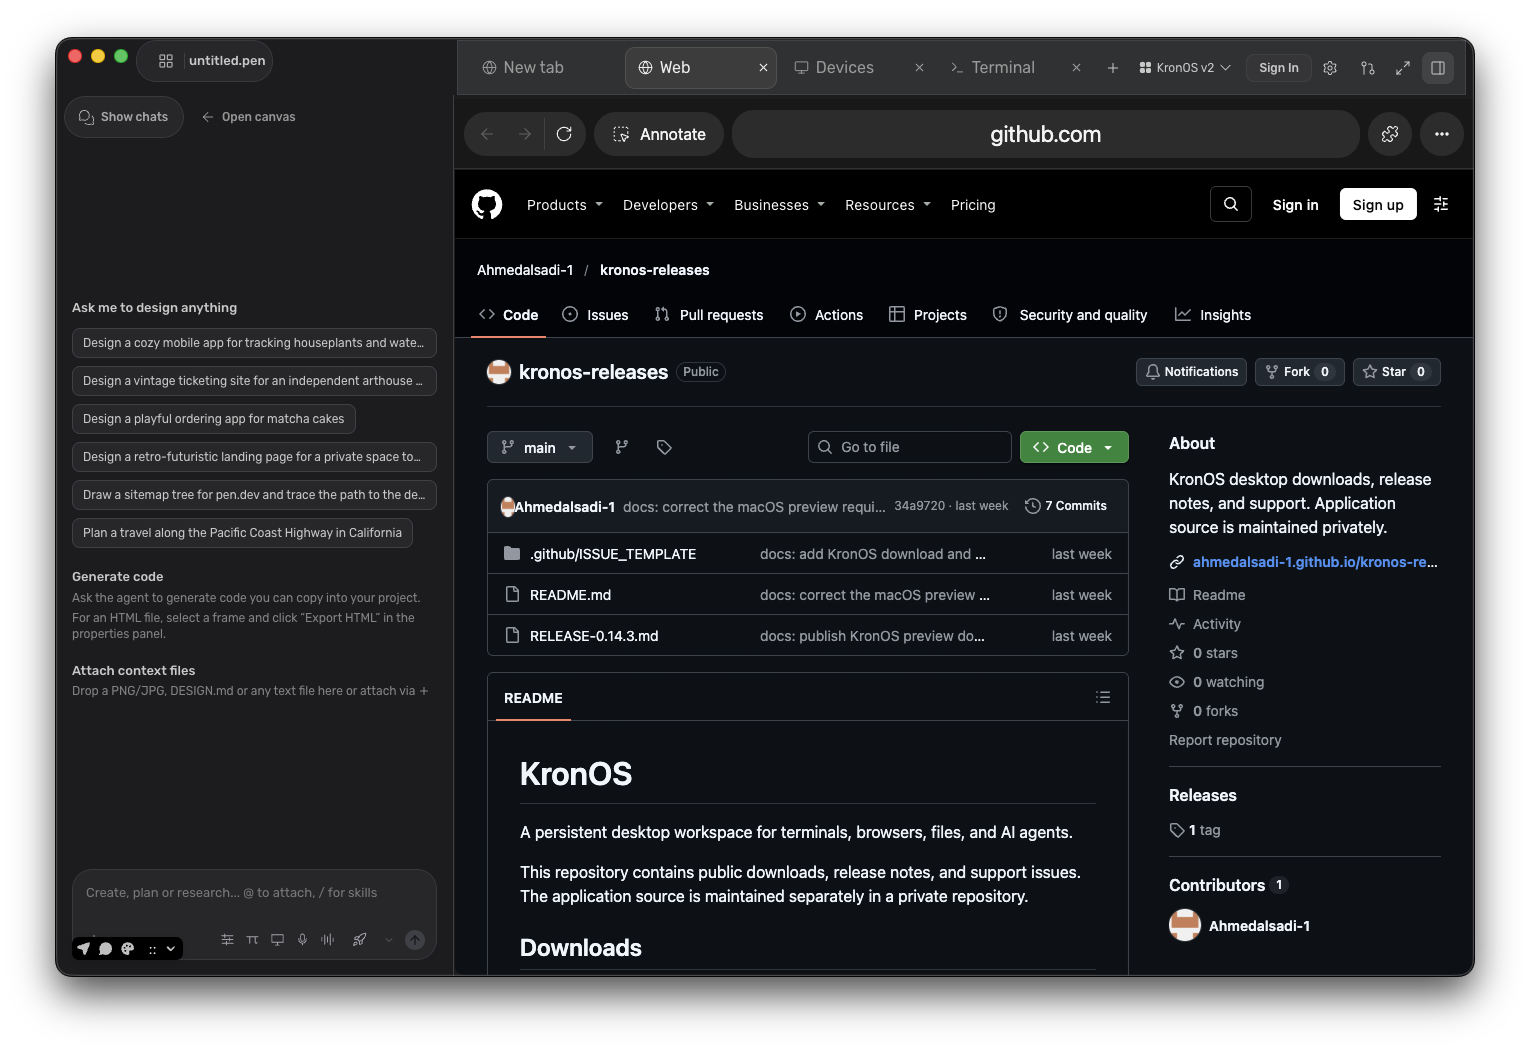 untitled.pen
New tab
Web
Devices
Terminal
KronOS v2
Sign In
Show chats
Open canvas
Annotate
github.com
Products
Developers
Businesses
Resources
Pricing
Sign in
Sign up
Ahmedalsadi-1 / kronos-releases
Code
Issues
Pull requests
Actions
Projects
Security and quality
Insights
kronos-releases
Public
Notifications
Fork 0
Star 0
Ask me to design anything
Design a cozy mobile app for tracking houseplants and wate...
Design a vintage ticketing site for an independent arthouse ...
Design a playful ordering app for matcha cakes
Design a retro-futuristic landing page for a private space to...
Draw a sitemap tree for pen.dev and trace the path to the de...
Plan a travel along the Pacific Coast Highway in California
Generate code
Ask the agent to generate code you can copy into your project.
For an HTML file, select a frame and click “Export HTML” in the
properties panel.
Attach context files
Drop a PNG/JPG, DESIGN.md or any text file here or attach via +
Create, plan or research... @ to attach, / for skills
main
Go to file
Code
Ahmedalsadi-1 docs: correct the macOS preview requi... 34a9720 · last week 7 Commits
.github/ISSUE_TEMPLATE docs: add KronOS download and ... last week
README.md docs: correct the macOS preview ... last week
RELEASE-0.14.3.md docs: publish KronOS preview do... last week
README
KronOS
A persistent desktop workspace for terminals, browsers, files, and AI agents.
This repository contains public downloads, release notes, and support issues.
The application source is maintained separately in a private repository.
Downloads
About
KronOS desktop downloads, release
notes, and support. Application
source is maintained privately.
ahmedalsadi-1.github.io/kronos-re...
Readme
Activity
0 stars
0 watching
0 forks
Report repository
Releases
1 tag
Contributors 1
Ahmedalsadi-1